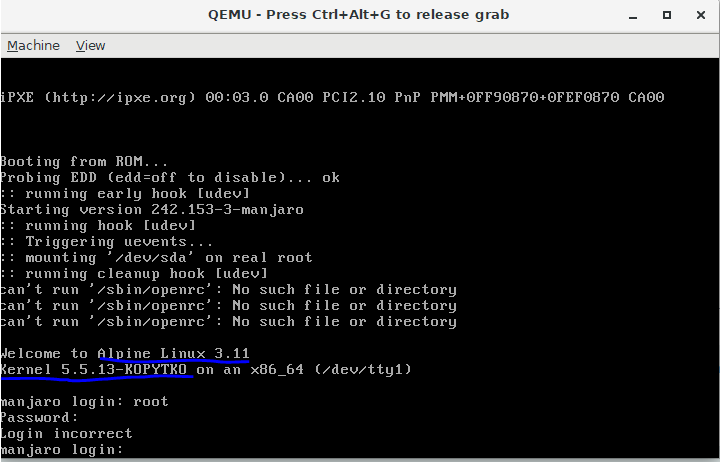 QEMU - Press Ctrl+Alt+G to release grab
Machine View
iPXE (http://ipxe.org) 00:03.0 CA00 PCI2.10 PnP PMM+0FF90870+0FEF0870 CA00
Booting from ROM...
Probing EDD (edd=off to disable)... ok
:: running early hook [udev]
Starting version 242.153-3-manjaro
:: running hook [udev]
:: Triggering uevents...
:: mounting '/dev/sda' on real root
:: running cleanup hook [udev]
can't run '/sbin/openrc': No such file or directory
can't run '/sbin/openrc': No such file or directory
can't run '/sbin/openrc': No such file or directory
Welcome to Alpine Linux 3.11
Kernel 5.5.13-KOPYTKO on an x86_64 (/dev/tty1)
manjaro login: root
Password:
Login incorrect
manjaro login: